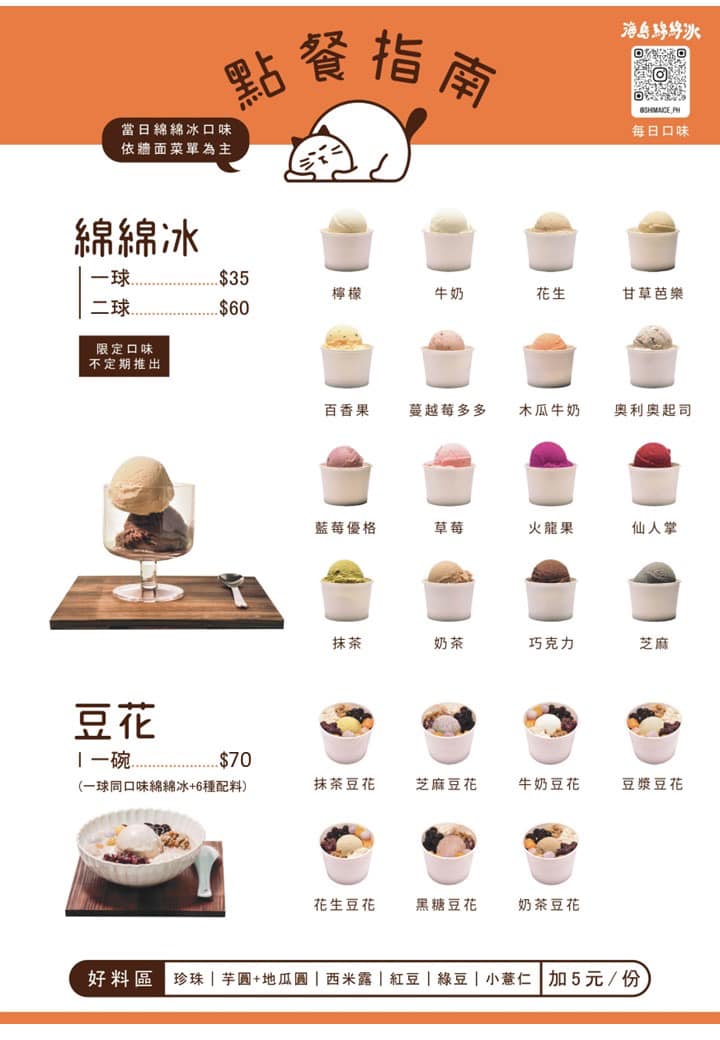 海島綿綿冰
點餐指南
@SHIMAICE_PH
每日口味
當日綿綿冰口味
依牆面菜單為主
綿綿冰
一球......................$35
二球......................$60
限定口味
不定期推出
檸檬 牛奶 花生 甘草芭樂
百香果 蔓越莓多多 木瓜牛奶 奧利奧起司
藍莓優格 草莓 火龍果 仙人掌
抹茶 奶茶 巧克力 芝麻
豆花
一碗......................$70
(一球同口味綿綿冰+6種配料)
抹茶豆花 芝麻豆花 牛奶豆花 豆漿豆花
花生豆花 黑糖豆花 奶茶豆花
好料區 珍珠|芋圓+地瓜圓|西米露|紅豆|綠豆|小薏仁 加5元/份